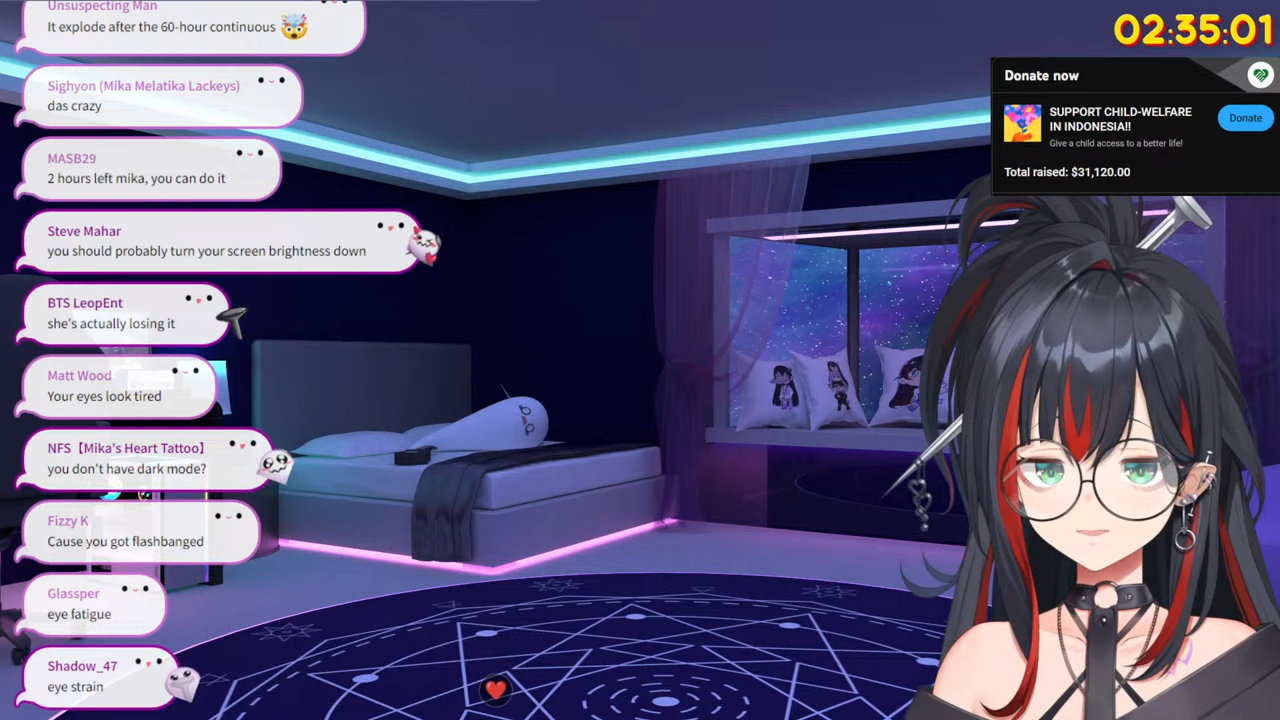 Unsuspecting Man
It explode after the 60-hour continuous 🤯
Sighyon (Mika Melatika Lackeys)
das crazy
MASB29
2 hours left mika, you can do it
Steve Mahar
you should probably turn your screen brightness down
BTS LeopEnt
she's actually losing it
Matt Wood
Your eyes look tired
NFS【Mika's Heart Tattoo】
you don't have dark mode?
Fizzy K
Cause you got flashbanged
Glassper
eye fatigue
Shadow_47
eye strain
02:35:01
Donate now
SUPPORT CHILD-WELFARE
IN INDONESIA!!
Give a child access to a better life!
Donate
Total raised: $31,120.00